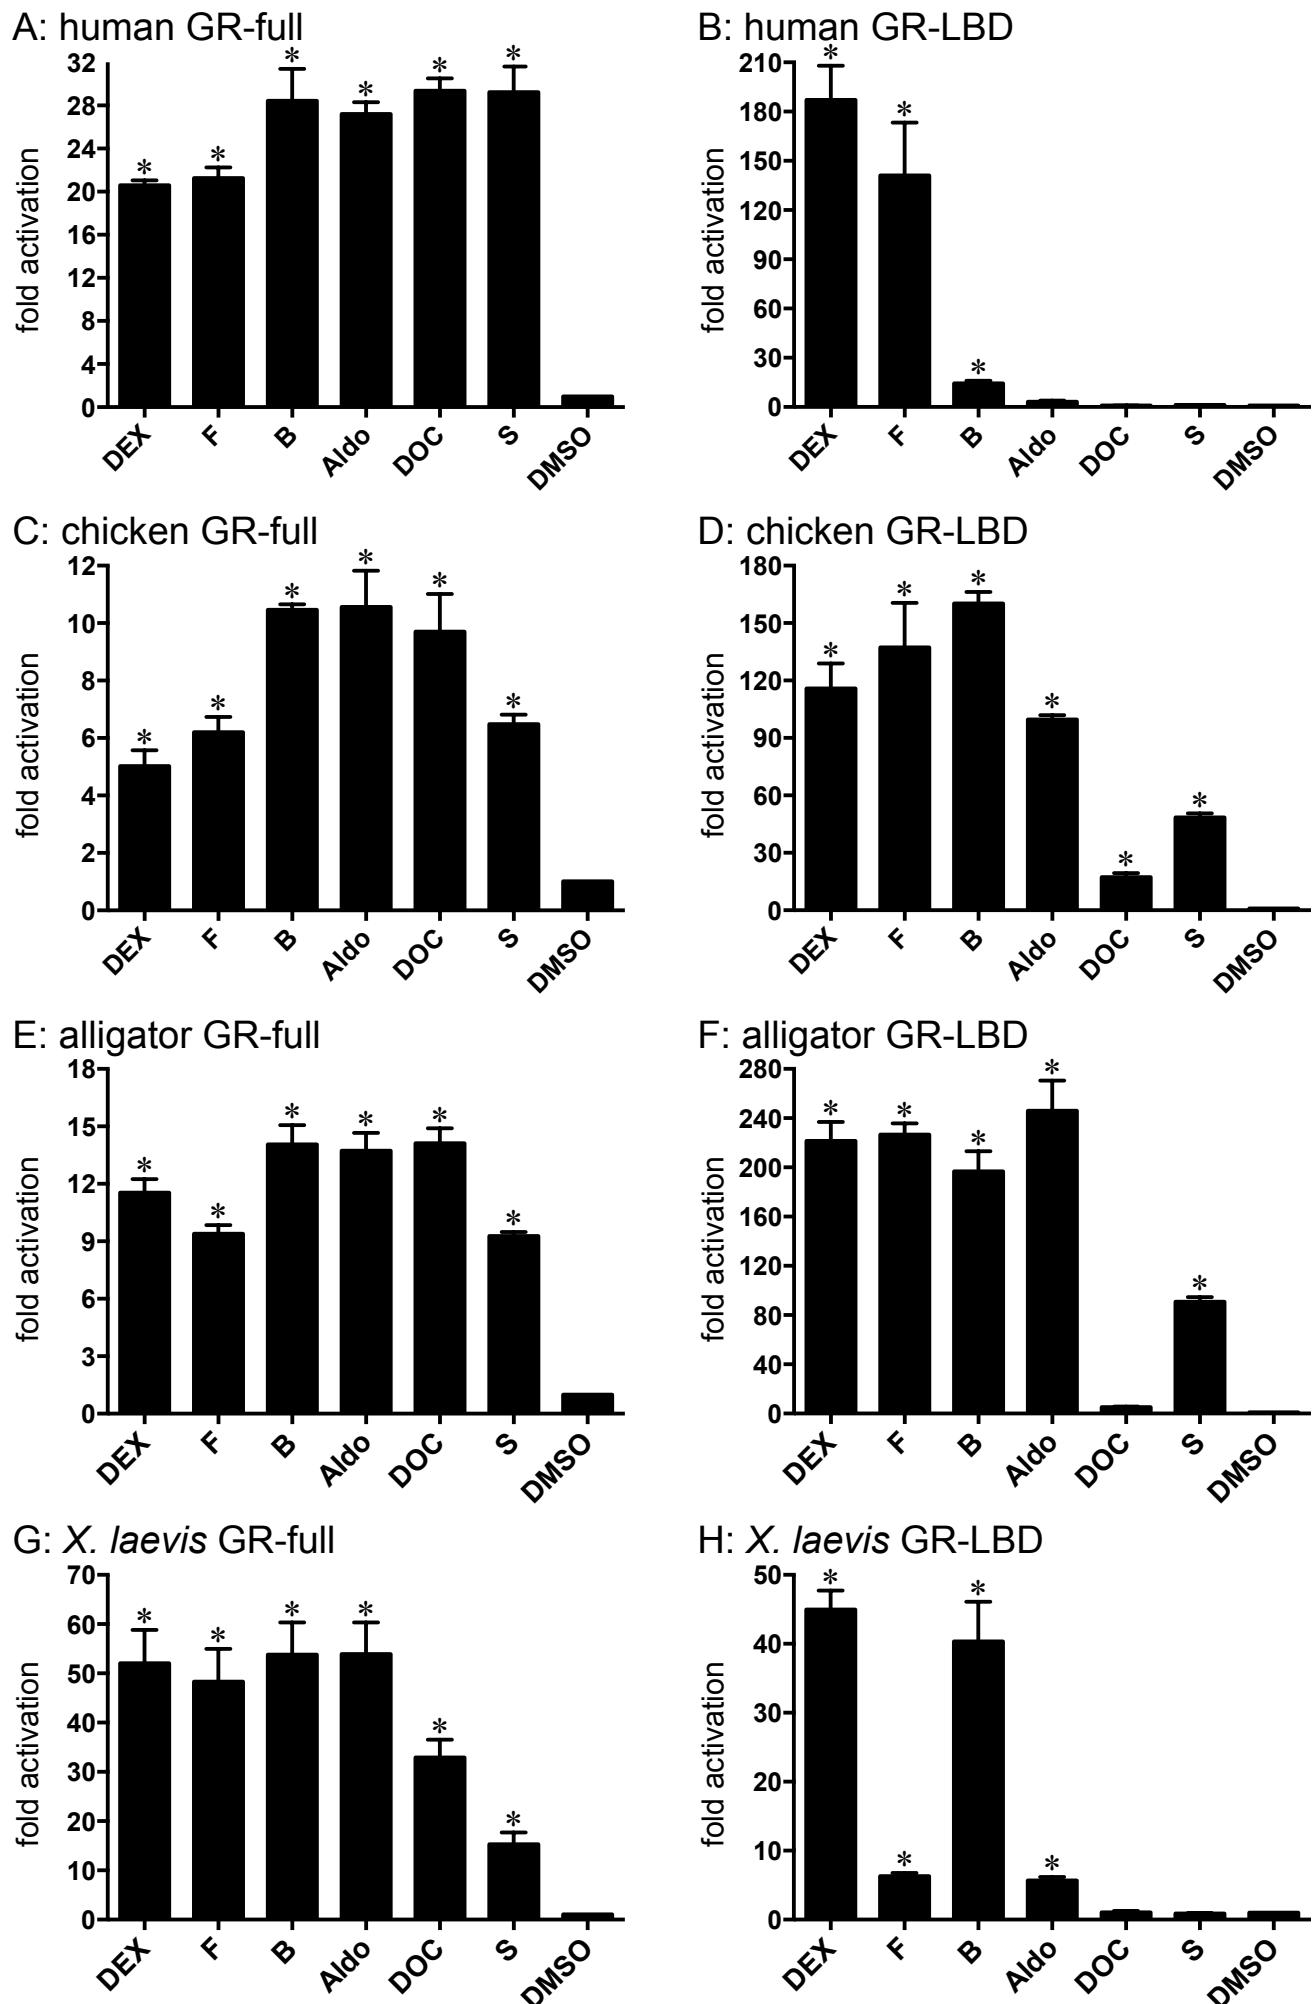 A: human GR-full
fold activation
32
28
24
20
16
12
8
4
0
* * * * * *
DEX F B Aldo DOC S DMSO
B: human GR-LBD
fold activation
210
180
150
120
90
60
30
0
* * *
DEX F B Aldo DOC S DMSO
C: chicken GR-full
fold activation
12
10
8
6
4
2
0
* * * * * *
DEX F B Aldo DOC S DMSO
D: chicken GR-LBD
fold activation
180
150
120
90
60
30
0
* * * * * *
DEX F B Aldo DOC S DMSO
E: alligator GR-full
fold activation
18
15
12
9
6
3
0
* * * * * *
DEX F B Aldo DOC S DMSO
F: alligator GR-LBD
fold activation
280
240
200
160
120
80
40
0
* * * * *
DEX F B Aldo DOC S DMSO
G: X. laevis GR-full
fold activation
70
60
50
40
30
20
10
0
* * * * * *
DEX F B Aldo DOC S DMSO
H: X. laevis GR-LBD
fold activation
50
40
30
20
10
0
* * * *
DEX F B Aldo DOC S DMSO